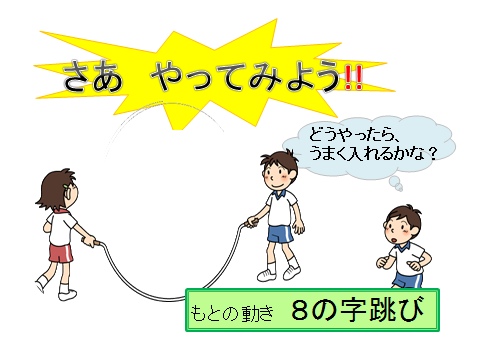 さあ　やってみよう!!
どうやったら、
うまく入れるかな？
もとの動き　８の字跳び